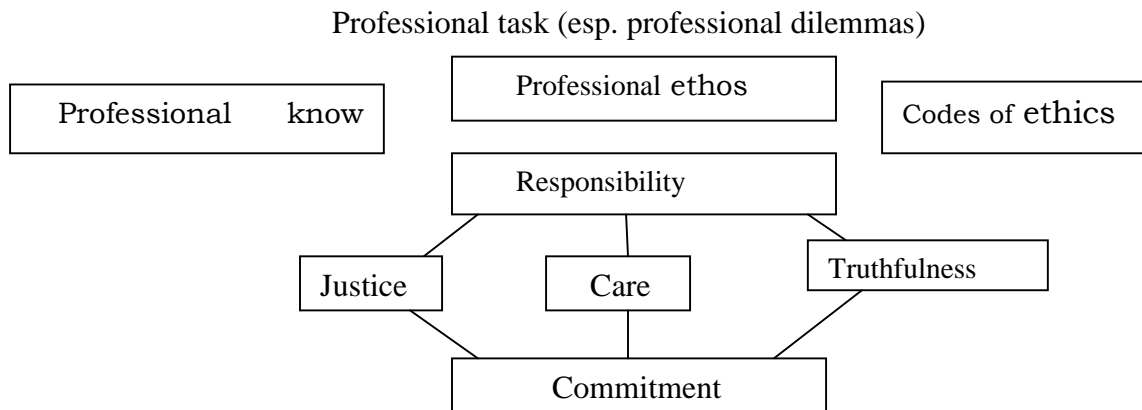 Professional task (esp. professional dilemmas)
Professional know
Professional ethos
Codes of ethics
Responsibility
Justice
Care
Truthfulness
Commitment